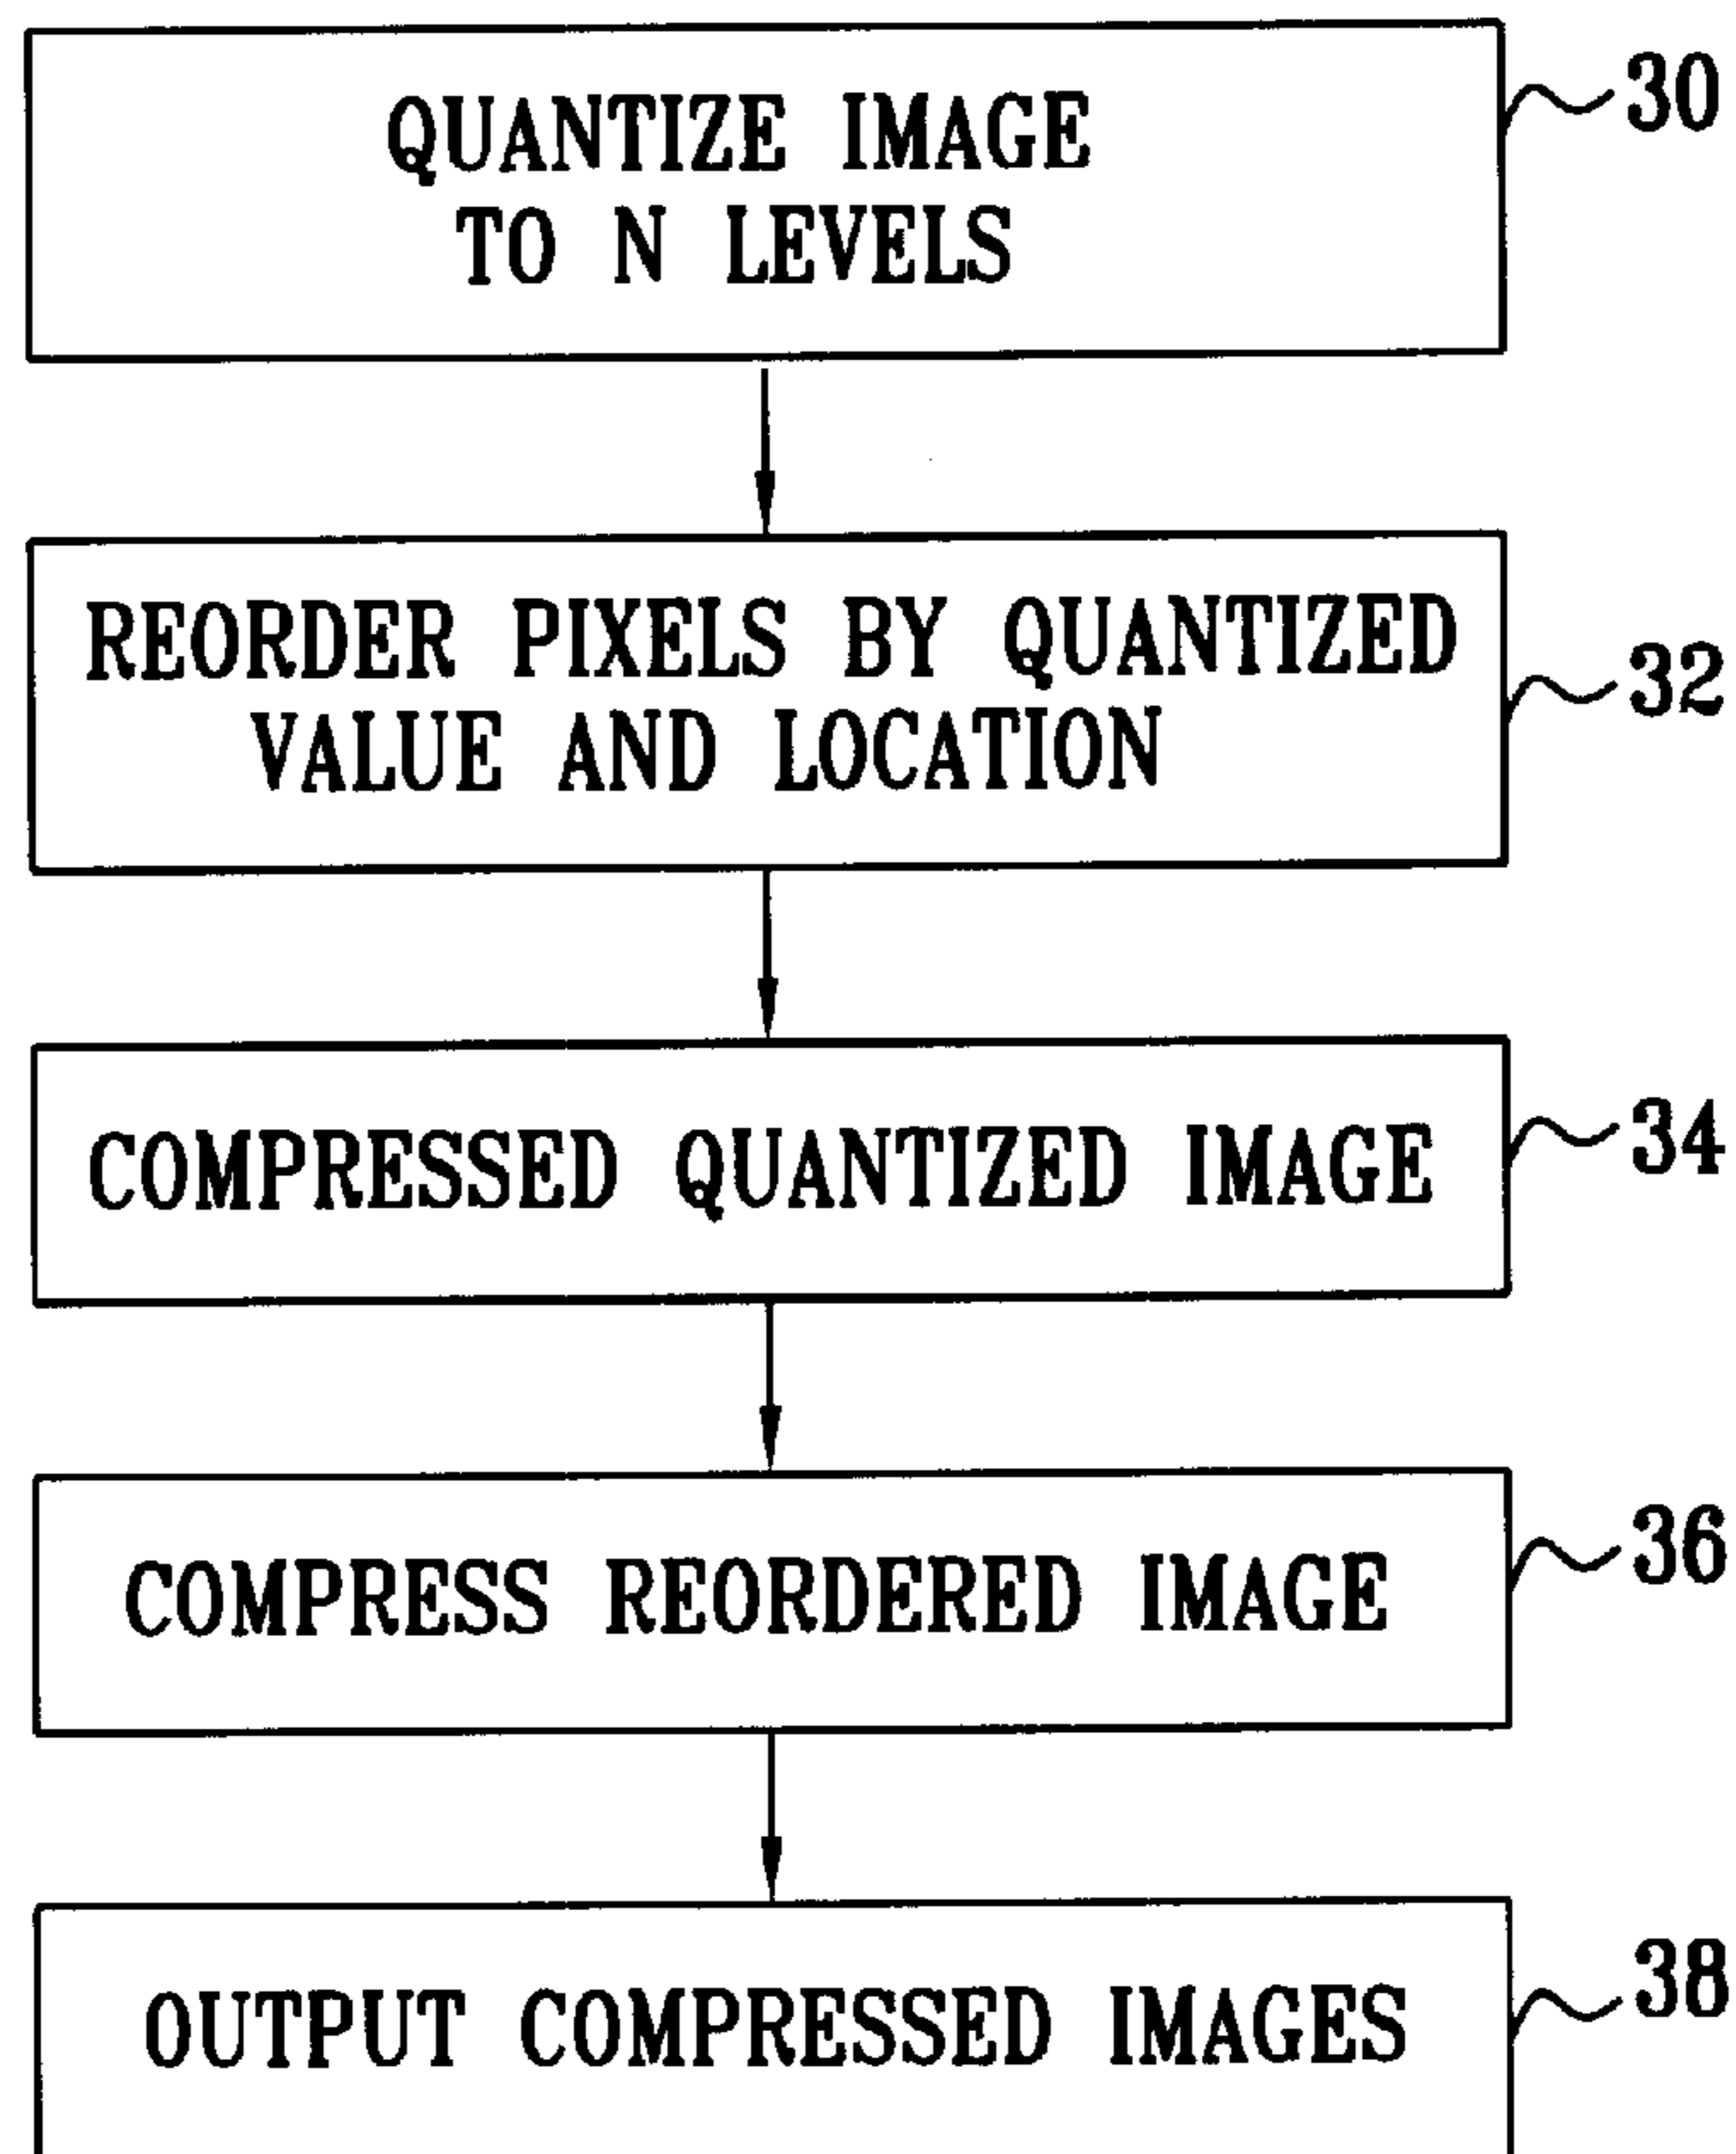 QUANTIZE IMAGE
TO N LEVELS
30
REORDER PIXELS BY QUANTIZED
VALUE AND LOCATION
32
COMPRESSED QUANTIZED IMAGE
34
COMPRESS REORDERED IMAGE
36
OUTPUT COMPRESSED IMAGES
38